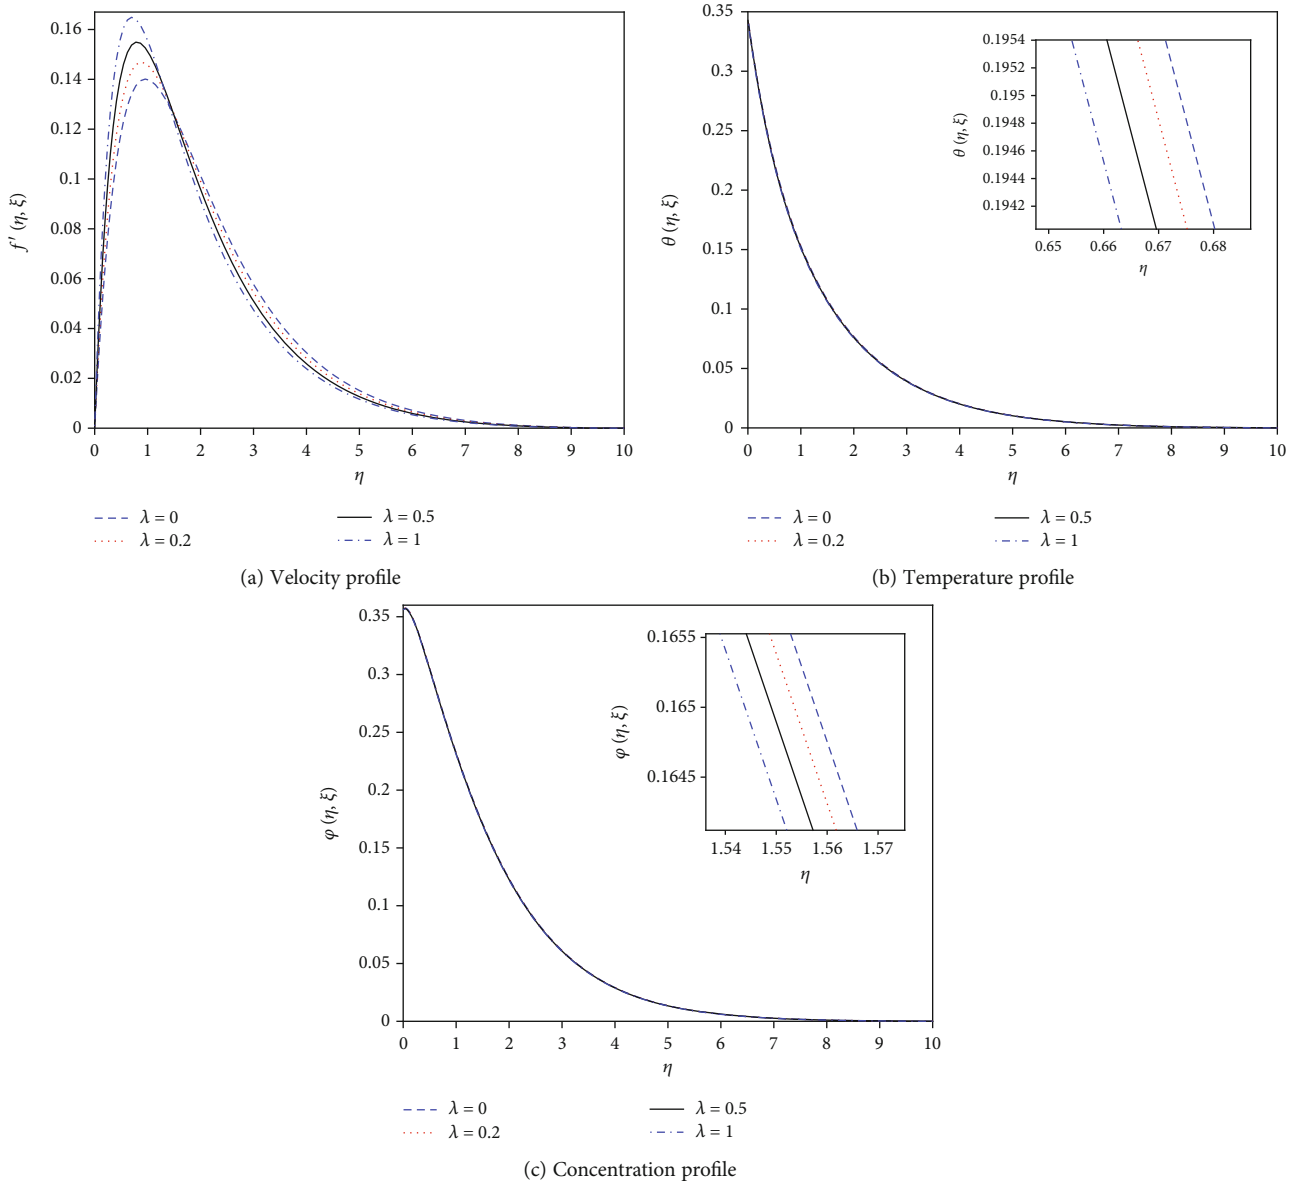 0.16
0.14
0.12
0.1
0.08
0.06
0.04
0.02
0
f ′ (η, ξ)
0 1 2 3 4 5 6 7 8 9 10
η
λ = 0
λ = 0.5
λ = 0.2
λ = 1
(a) Velocity profile
0.35
0.3
0.25
0.2
0.15
0.1
0.05
0
θ (η, ξ)
0 1 2 3 4 5 6 7 8 9 10
η
0.1954
0.1952
0.195
0.1948
0.1946
0.1944
0.1942
θ (η, ξ)
0.65 0.66 0.67 0.68
η
λ = 0
λ = 0.5
λ = 0.2
λ = 1
(b) Temperature profile
0.35
0.3
0.25
0.2
0.15
0.1
0.05
0
φ (η, ξ)
0 1 2 3 4 5 6 7 8 9 10
η
0.1655
0.165
0.1645
φ (η, ξ)
1.54 1.55 1.56 1.57
η
λ = 0
λ = 0.5
λ = 0.2
λ = 1
(c) Concentration profile